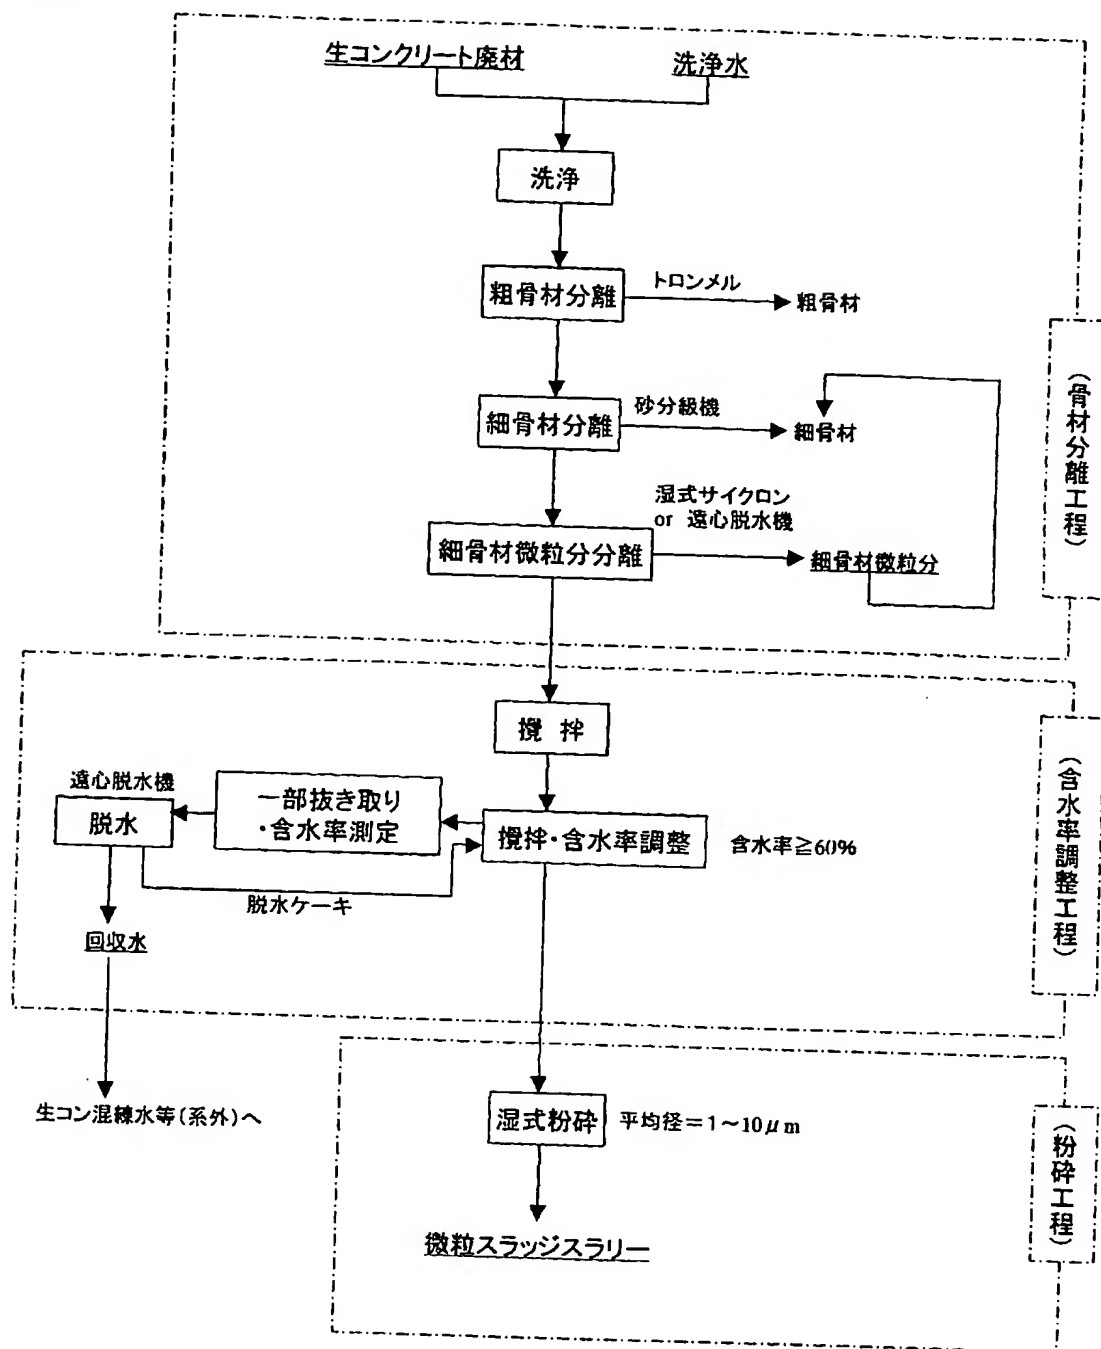 生コンクリート廃材
洗浄水
洗浄
粗骨材分離
トロンメル
粗骨材
細骨材分離
砂分級機
細骨材
細骨材微粒分分離
湿式サイクロン
or 遠心脱水機
細骨材微粒分
（骨材分離工程）
攪 拌
攪拌・含水率調整
含水率≧60%
一部抜き取り
・含水率測定
遠心脱水機
脱水
脱水ケーキ
回収水
生コン混練水等(系外)へ
（含水率調整工程）
湿式粉砕
平均径＝1～10μm
微粒スラッジスラリー
（粉砕工程）